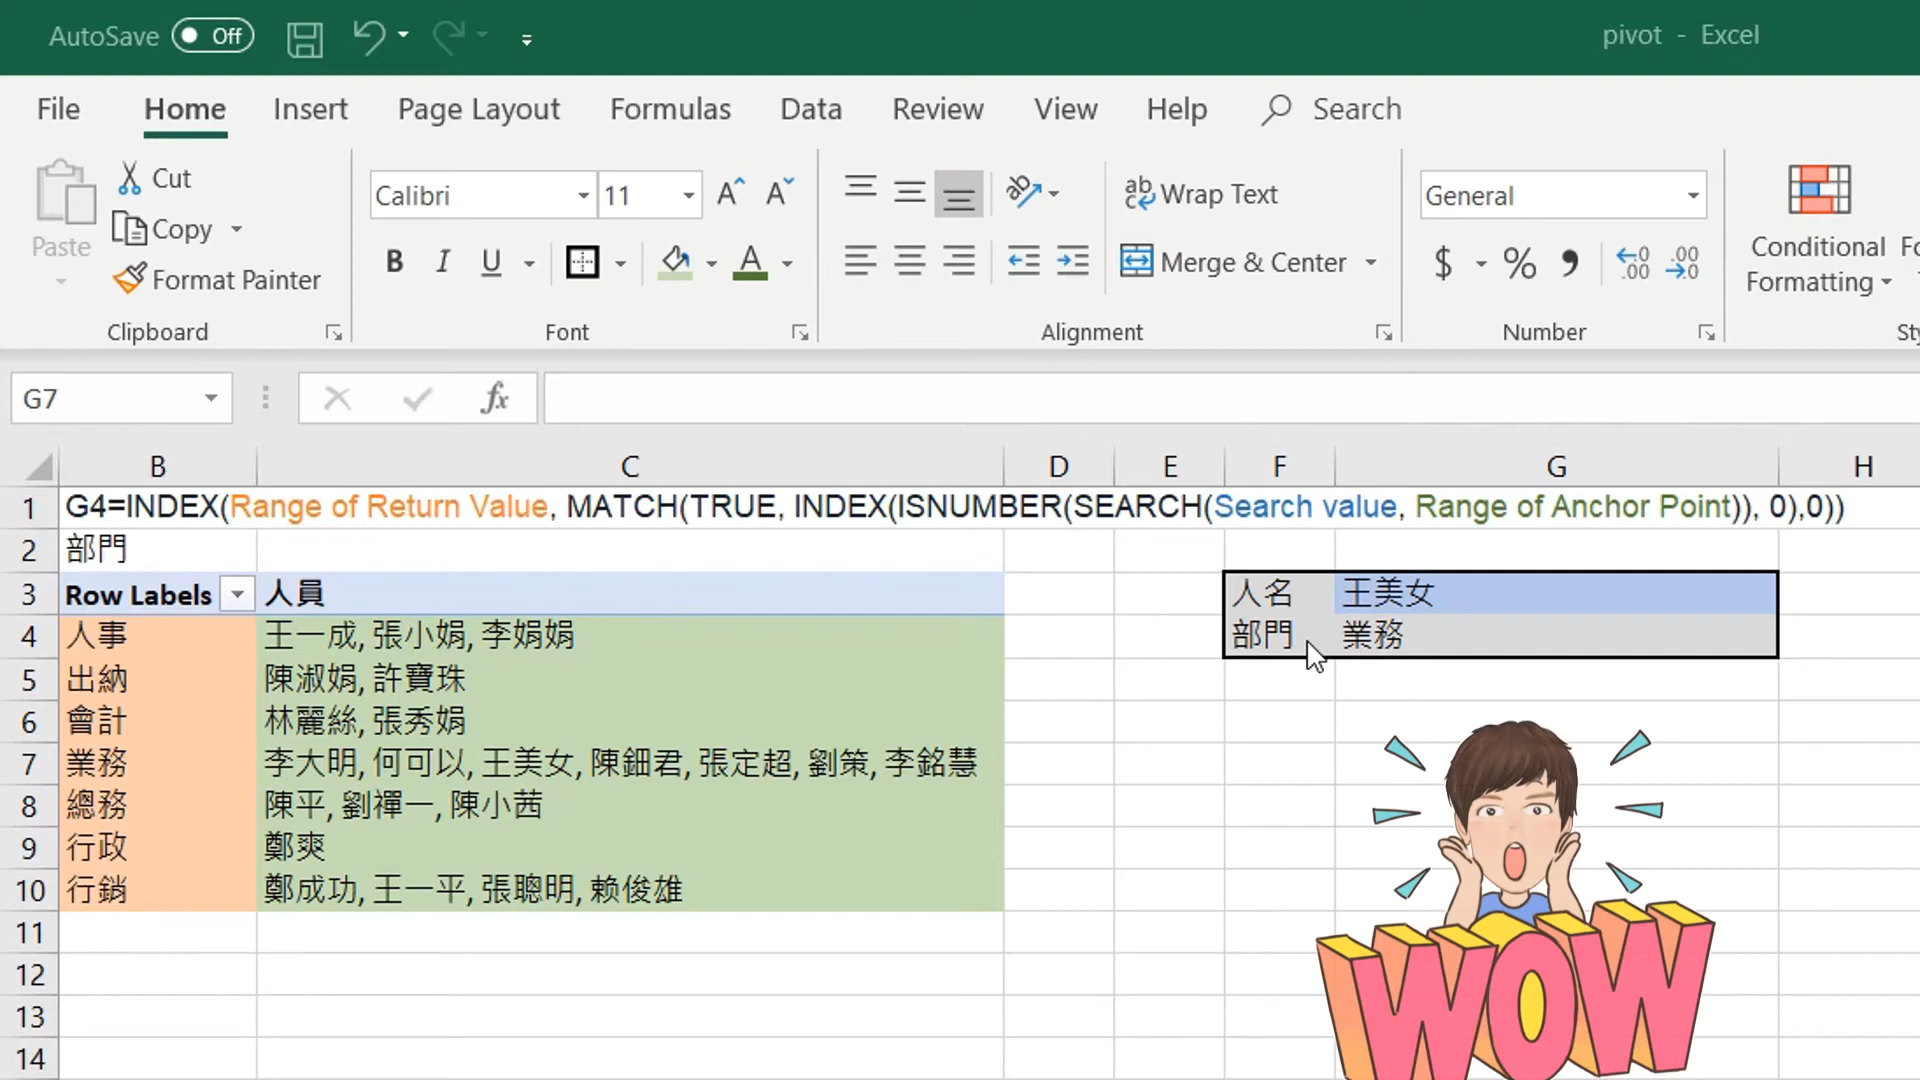 AutoSave Off pivot - Excel
File Home Insert Page Layout Formulas Data Review View Help Search
Paste Cut Copy Format Painter Clipboard
Calibri 11 Font
Wrap Text Merge & Center Alignment
General $ % Number
Conditional Formatting
G7 fx
B C D E F G H
1 G4=INDEX(Range of Return Value, MATCH(TRUE, INDEX(ISNUMBER(SEARCH(Search value, Range of Anchor Point)), 0),0))
2 部門
3 Row Labels 人員 人名 王美女
4 人事 王一成, 張小娟, 李娟娟 部門 業務
5 出納 陳淑娟, 許寶珠
6 會計 林麗絲, 張秀娟
7 業務 李大明, 何可以, 王美女, 陳鈿君, 張定超, 劉策, 李銘慧
8 總務 陳平, 劉禪一, 陳小茜
9 行政 鄭爽
10 行銷 鄭成功, 王一平, 張聰明, 賴俊雄
11
12
13
14
WOW